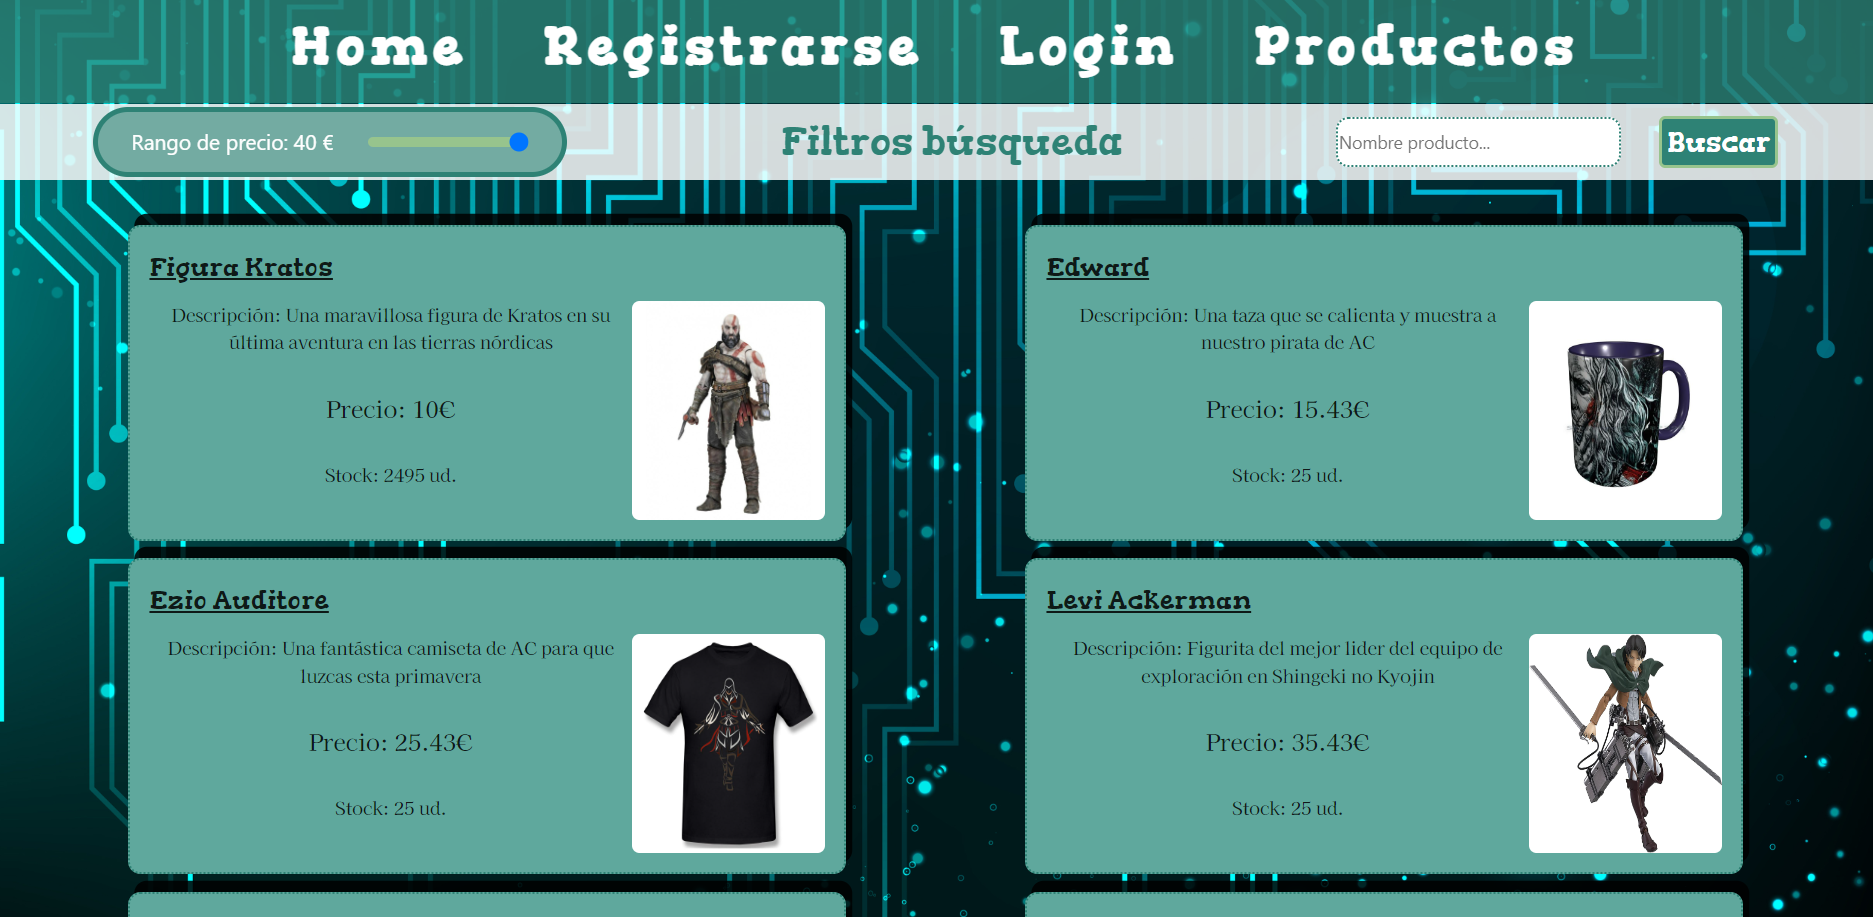 Home Registrarse Login Productos
Rango de precio: 40 €
Filtros búsqueda
Nombre producto...
Buscar
Figura Kratos
Descripción: Una maravillosa figura de Kratos en su
última aventura en las tierras nórdicas
Precio: 10€
Stock: 2495 ud.
Edward
Descripción: Una taza que se calienta y muestra a
nuestro pirata de AC
Precio: 15.43€
Stock: 25 ud.
Ezio Auditore
Descripción: Una fantástica camiseta de AC para que
luzcas esta primavera
Precio: 25.43€
Stock: 25 ud.
Levi Ackerman
Descripción: Figurita del mejor lider del equipo de
exploración en Shingeki no Kyojin
Precio: 35.43€
Stock: 25 ud.